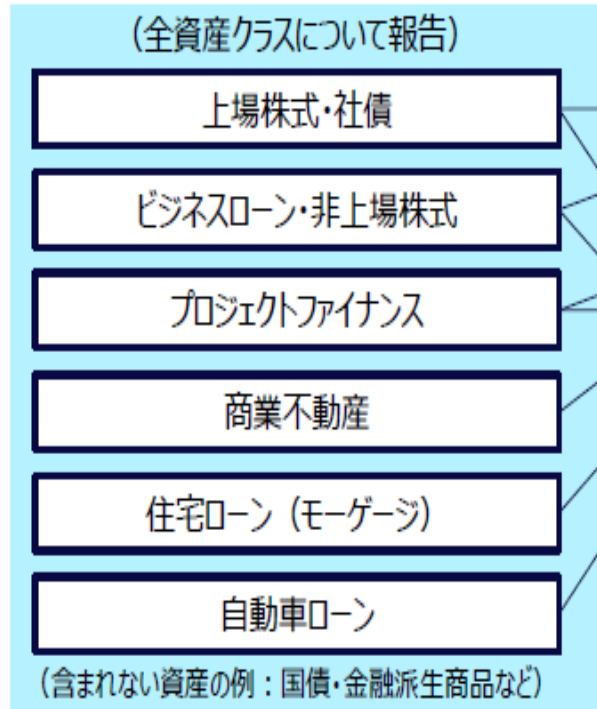 （全資産クラスについて報告）
上場株式・社債
ビジネスローン・非上場株式
プロジェクトファイナンス
商業不動産
住宅ローン（モーゲージ）
自動車ローン
（含まれない資産の例：国債・金融派生商品など）